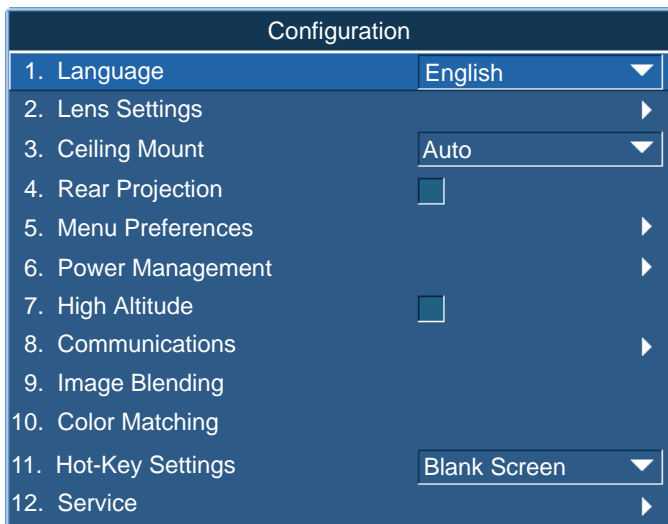 Configuration
1. Language English
2. Lens Settings
3. Ceiling Mount Auto
4. Rear Projection
5. Menu Preferences
6. Power Management
7. High Altitude
8. Communications
9. Image Blending
10. Color Matching
11. Hot-Key Settings Blank Screen
12. Service